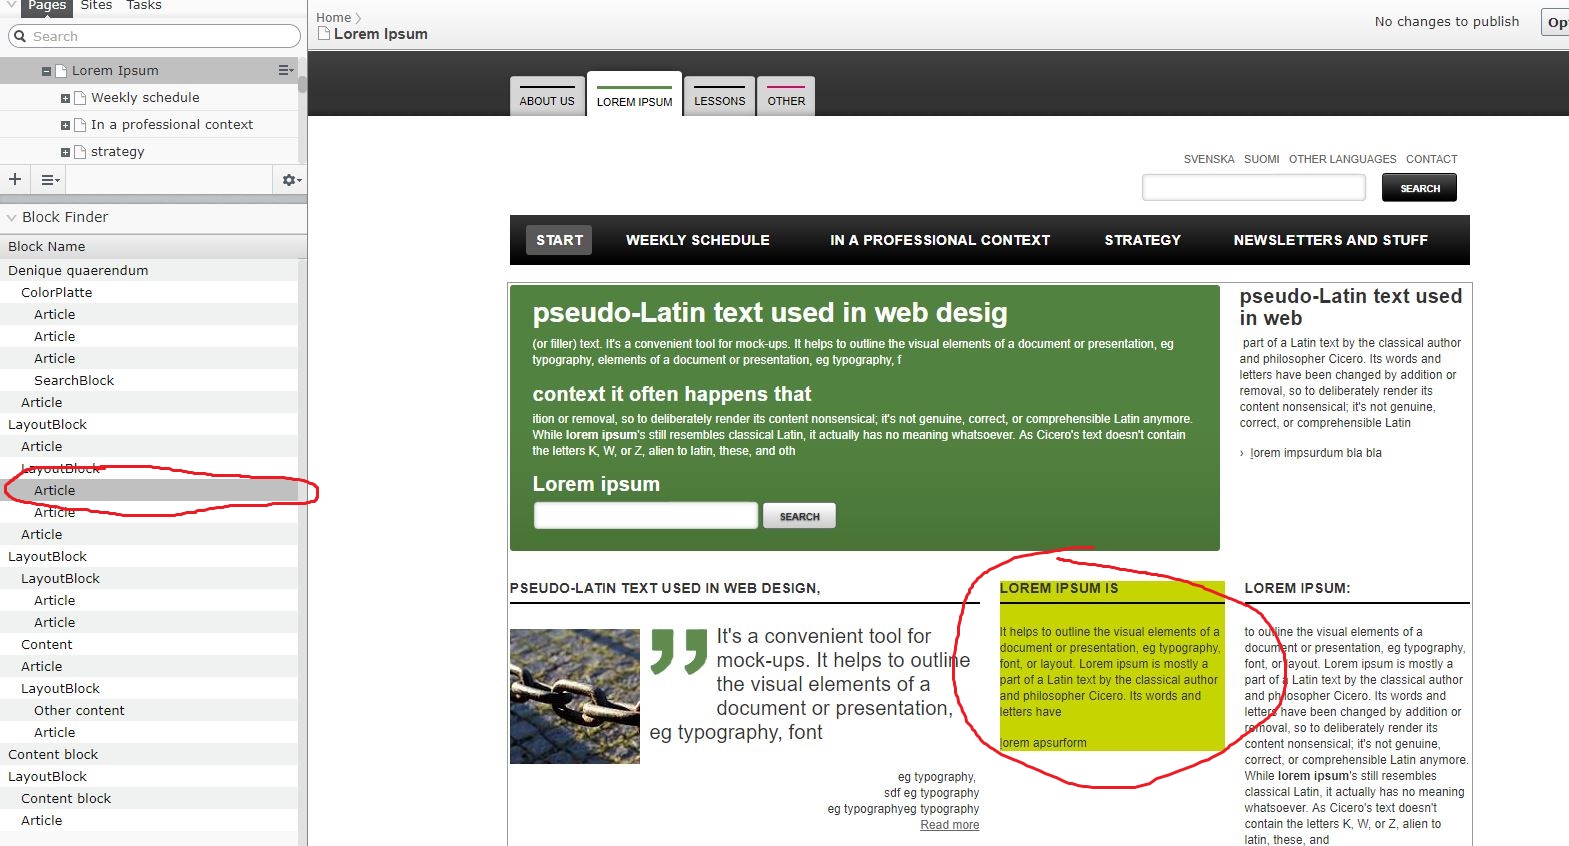 Pages Sites Tasks
Search
Lorem Ipsum
Weekly schedule
In a professional context
strategy
Block Finder
Block Name
Denique quaerendum
ColorPlatte
Article
Article
Article
SearchBlock
Article
LayoutBlock
Article
LayoutBlock
Article
Article
Article
LayoutBlock
LayoutBlock
Article
Article
Content
Article
LayoutBlock
Other content
Article
Content block
LayoutBlock
Content block
Article
Home
Lorem Ipsum
No changes to publish
Op
ABOUT US LOREM IPSUM LESSONS OTHER
SVENSKA SUOMI OTHER LANGUAGES CONTACT
SEARCH
START WEEKLY SCHEDULE IN A PROFESSIONAL CONTEXT STRATEGY NEWSLETTERS AND STUFF
pseudo-Latin text used in web desig
(or filler) text. It's a convenient tool for mock-ups. It helps to outline the visual elements of a document or presentation, eg
typography, elements of a document or presentation, eg typography, f
context it often happens that
ition or removal, so to deliberately render its content nonsensical; it's not genuine, correct, or comprehensible Latin anymore.
While lorem ipsum's still resembles classical Latin, it actually has no meaning whatsoever. As Cicero's text doesn't contain
the letters K, W, or Z, alien to latin, these, and oth
Lorem ipsum
SEARCH
pseudo-Latin text used
in web
part of a Latin text by the classical author
and philosopher Cicero. Its words and
letters have been changed by addition or
removal, so to deliberately render its
content nonsensical; it's not genuine,
correct, or comprehensible Latin
› lorem impsurdum bla bla
PSEUDO-LATIN TEXT USED IN WEB DESIGN,
It's a convenient tool for
mock-ups. It helps to outline
the visual elements of a
document or presentation,
eg typography, font
eg typography,
sdf eg typography
eg typographyeg typography
Read more
LOREM IPSUM IS
It helps to outline the visual elements of a
document or presentation, eg typography,
font, or layout. Lorem ipsum is mostly a
part of a Latin text by the classical author
and philosopher Cicero. Its words and
letters have
lorem apsurform
LOREM IPSUM:
to outline the visual elements of a
document or presentation, eg typography,
font, or layout. Lorem ipsum is mostly a
part of a Latin text by the classical author
and philosopher Cicero. Its words and
letters have been changed by addition or
removal, so to deliberately render its
content nonsensical; it's not genuine,
correct, or comprehensible Latin anymore.
While lorem ipsum's still resembles
classical Latin, it actually has no meaning
whatsoever. As Cicero's text doesn't
contain the letters K, W, or Z, alien to
latin, these, and